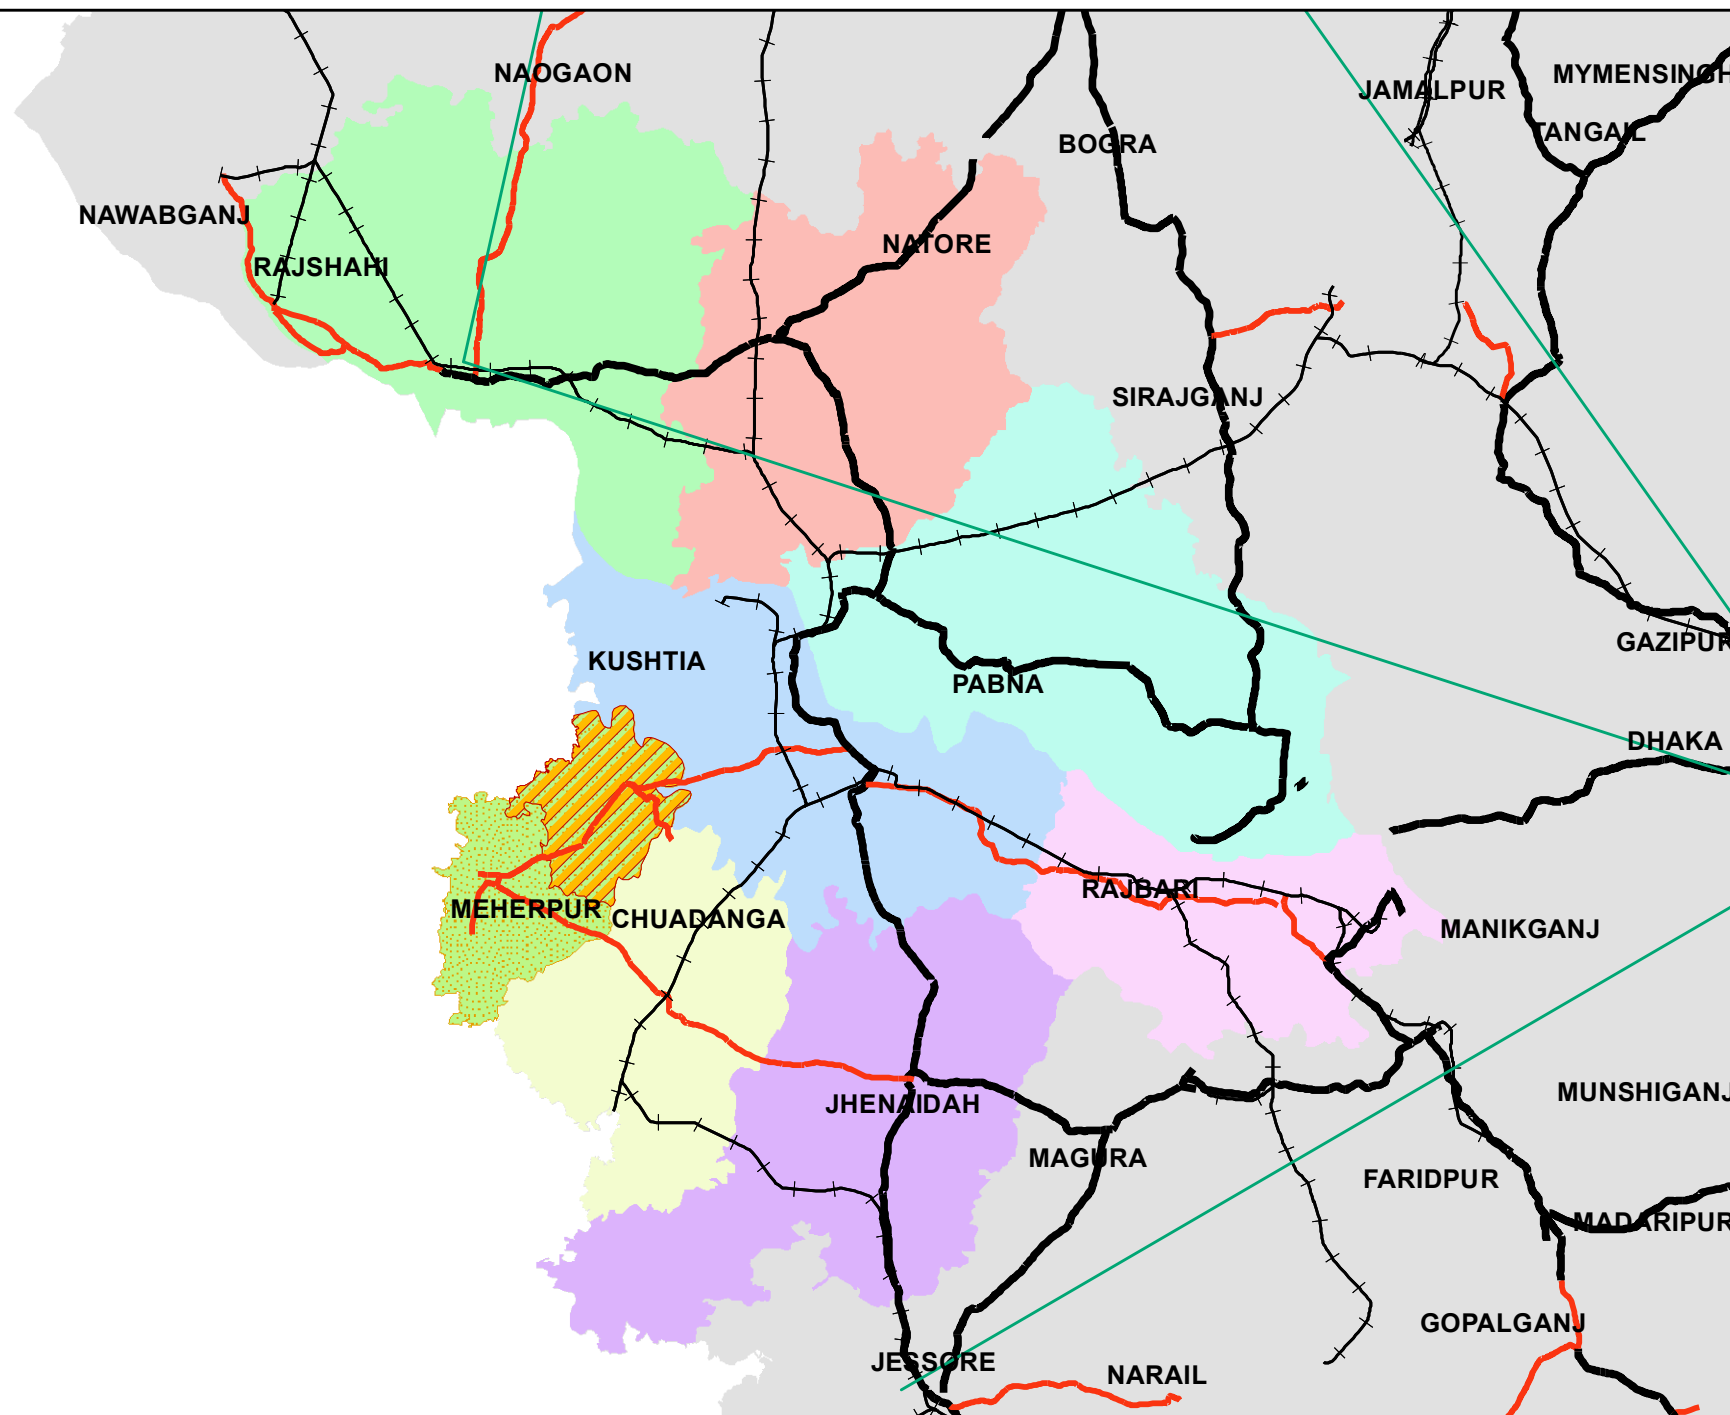 NAOGAON
MYMENSINGH
JAMALPUR
TANGAIL
BOGRA
NAWABGANJ
NATORE
RAJSHAHI
SIRAJGANJ
GAZIPUR
KUSHTIA
PABNA
DHAKA
RAJBARI
MEHERPUR
CHUADANGA
MANIKGANJ
MUNSHIGANJ
JHENAIDAH
MAGURA
FARIDPUR
MADARIPUR
GOPALGANJ
JESSORE
NARAIL